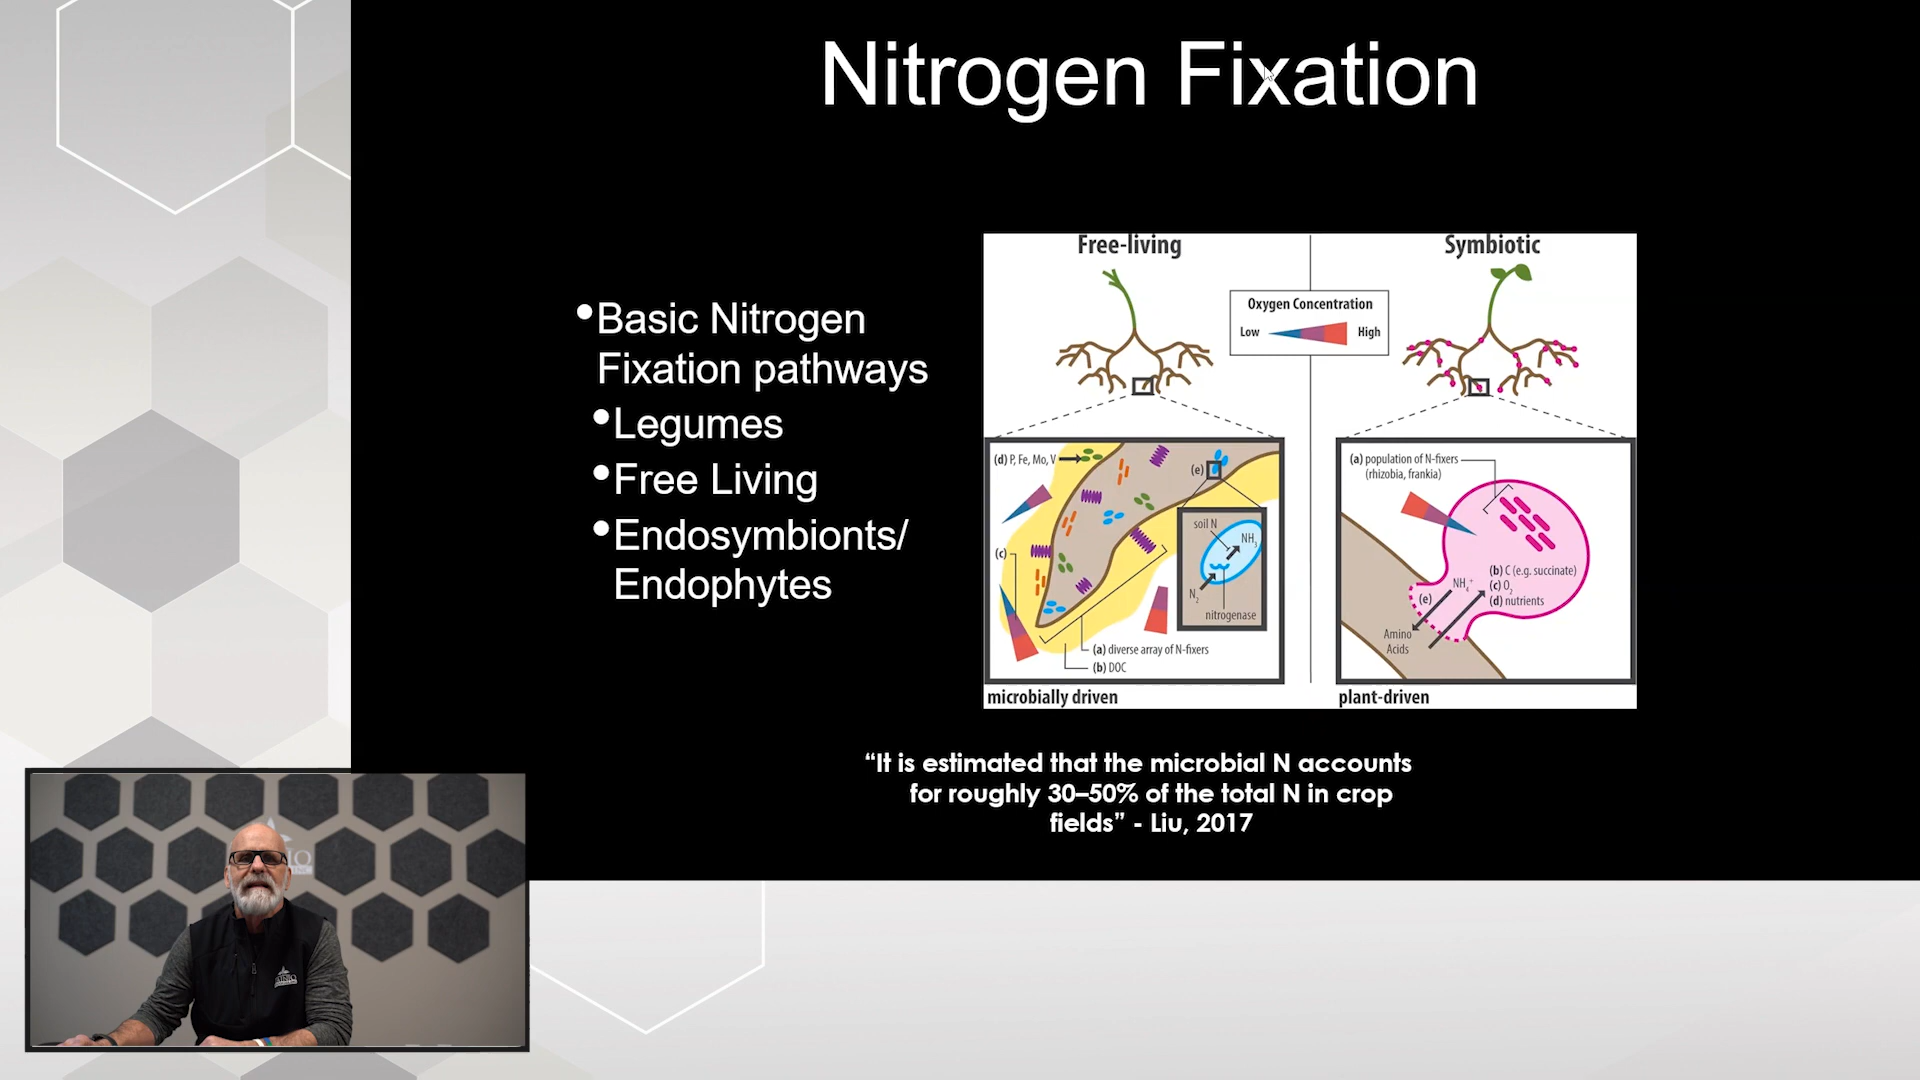 Nitrogen Fixation
•Basic Nitrogen
Fixation pathways
•Legumes
•Free Living
•Endosymbionts/
Endophytes
Free-living
Symbiotic
Oxygen Concentration
Low
High
(d) P, Fe, Mo, V
(e)
soil N
NH3
N2
nitrogenase
(c)
(a) diverse array of N-fixers
(b) DOC
microbially driven
(a) population of N-fixers
(rhizobia, frankia)
(b) C (e.g. succinate)
(c) O2
(d) nutrients
NH4+
(e)
Amino
Acids
plant-driven
“It is estimated that the microbial N accounts
for roughly 30–50% of the total N in crop
fields” - Liu, 2017